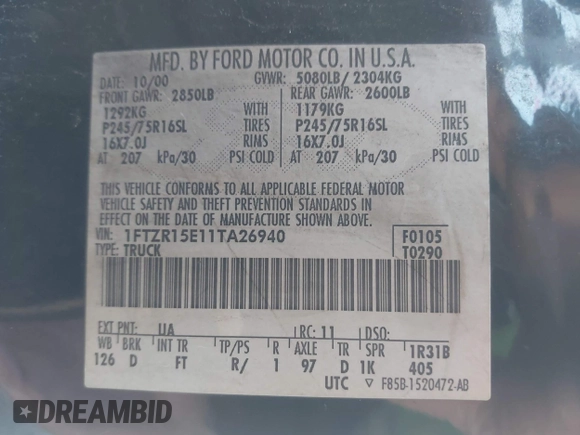 MFD. BY FORD MOTOR CO. IN U.S.A.
DATE: 10/00 GVWR: 5080LB/ 2304KG
FRONT GAWR: 2850LB REAR GAWR: 2600LB
1292KG WITH 1179KG WITH
P245/75R16SL TIRES P245/75R16SL TIRES
16X7.0J RIMS 16X7.0J RIMS
AT 207 kPa/30 PSI COLD AT 207 kPa/30 PSI COLD
THIS VEHICLE CONFORMS TO ALL APPLICABLE FEDERAL MOTOR
VEHICLE SAFETY AND THEFT PREVENTION STANDARDS IN
EFFECT ON THE DATE OF MANUFACTURE SHOWN ABOVE.
VIN: 1FTZR15E11TA26940 F0105
TYPE: TRUCK T0290
EXT PNT: UA RC: 11 DSO:
WB BRK INT TR TP/PS R AXLE TR SPR 1R31B
126 D FT R/ 1 97 D 1K 405
UTC ▽ F85B-1520472-AB
DREAMBID